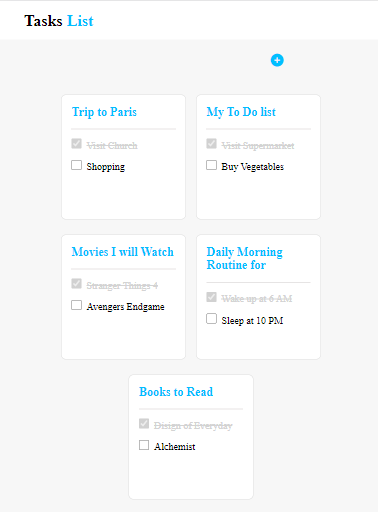 Tasks List
Trip to Paris
Visit Church
Shopping
My To Do list
Visit Supermarket
Buy Vegetables
Movies I will Watch
Stranger Things 4
Avengers Endgame
Daily Morning
Routine for
Wake up at 6 AM
Sleep at 10 PM
Books to Read
Disign of Everyday
Alchemist